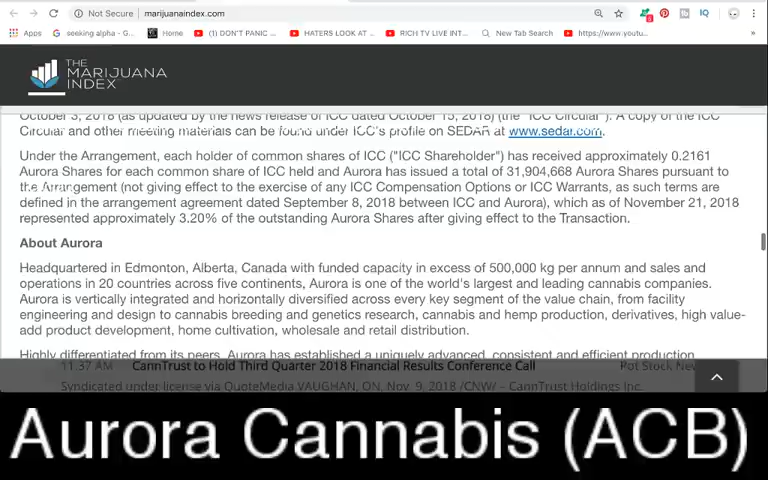 Not Secure | marijuanaindex.com
Apps seeking alpha - G... Home (1) DON'T PANIC ... HATERS LOOK AT ... RICH TV LIVE INT... New Tab Search https://www.youtu... »
THE
MARIJUANA
INDEX
October 3, 2018 (as updated by the news release of ICC dated October 15, 2018) (the "ICC Circular"). A copy of the ICC
Circular and other meeting materials can be found under ICC's profile on SEDAR at www.sedar.com.
Under the Arrangement, each holder of common shares of ICC ("ICC Shareholder") has received approximately 0.2161
Aurora Shares for each common share of ICC held and Aurora has issued a total of 31,904,668 Aurora Shares pursuant to
the Arrangement (not giving effect to the exercise of any ICC Compensation Options or ICC Warrants, as such terms are
defined in the arrangement agreement dated September 8, 2018 between ICC and Aurora), which as of November 21, 2018
represented approximately 3.20% of the outstanding Aurora Shares after giving effect to the Transaction.
About Aurora
Headquartered in Edmonton, Alberta, Canada with funded capacity in excess of 500,000 kg per annum and sales and
operations in 20 countries across five continents, Aurora is one of the world's largest and leading cannabis companies.
Aurora is vertically integrated and horizontally diversified across every key segment of the value chain, from facility
engineering and design to cannabis breeding and genetics research, cannabis and hemp production, derivatives, high value-
add product development, home cultivation, wholesale and retail distribution.
Highly differentiated from its peers, Aurora has established a uniquely advanced, consistent and efficient production
11:37 AM CannTrust to Hold Third Quarter 2018 Financial Results Conference Call Pot Stock New
Syndicated under license via QuoteMedia VAUGHAN, ON, Nov. 9, 2018 /CNW/ – CannTrust Holdings Inc.
Aurora Cannabis (ACB)